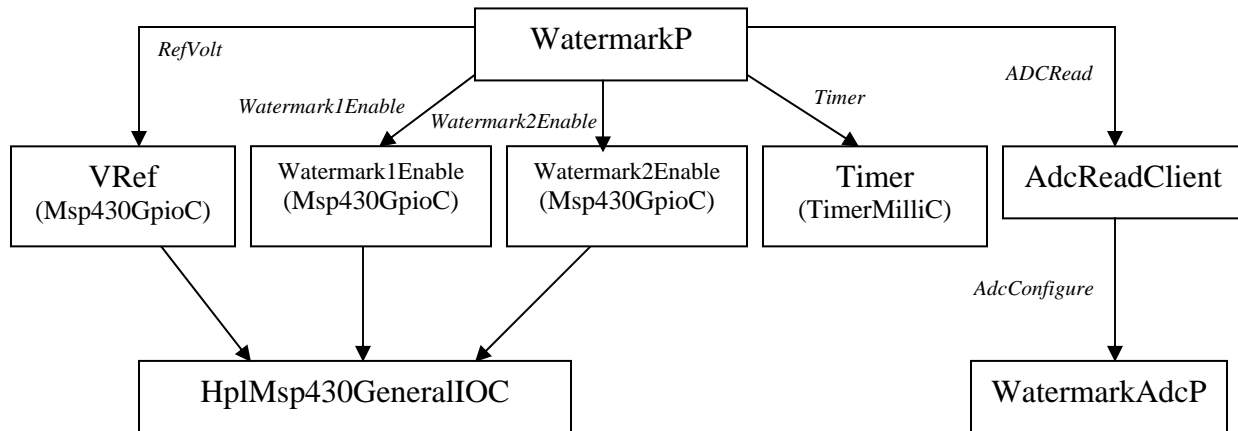 WatermarkP
RefVolt
ADCRead
Watermark1Enable
Timer
Watermark2Enable
VRef
(Msp430GpioC)
Watermark1Enable
(Msp430GpioC)
Watermark2Enable
(Msp430GpioC)
Timer
(TimerMilliC)
AdcReadClient
AdcConfigure
HplMsp430GeneralIOC
WatermarkAdcP